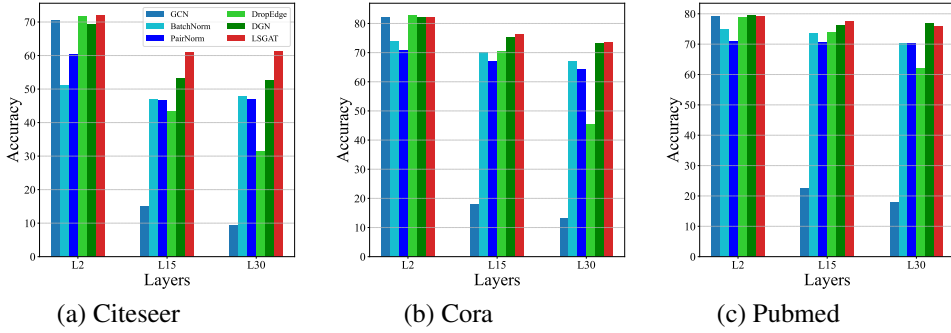 GCN
BatchNorm
PairNorm
DropEdge
DGN
LSGAT
Accuracy
70
60
50
40
30
20
10
0
L2 L15 L30
Layers
(a) Citeseer
Accuracy
80
70
60
50
40
30
20
10
0
L2 L15 L30
Layers
(b) Cora
Accuracy
80
70
60
50
40
30
20
10
0
L2 L15 L30
Layers
(c) Pubmed